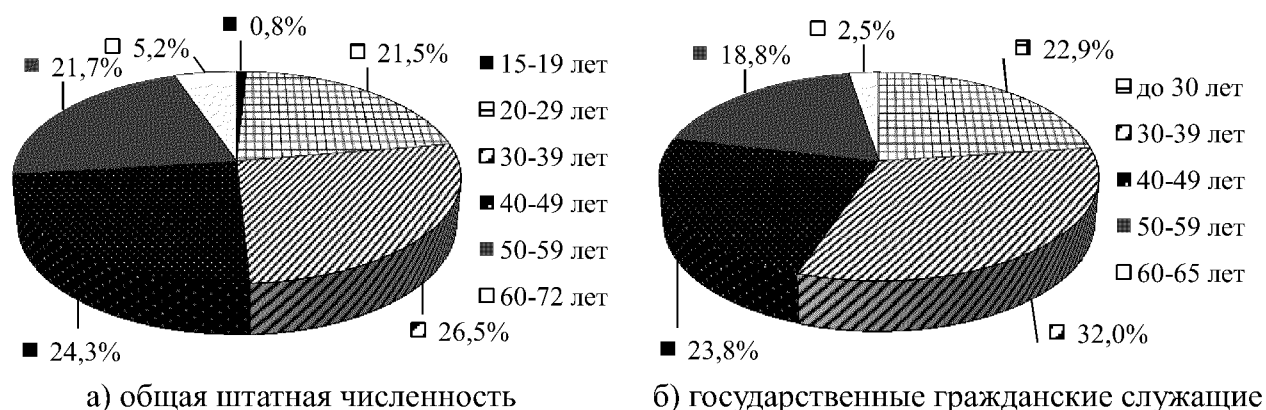 0,8%
5,2%
21,5%
21,7%
24,3%
26,5%
15-19 лет
20-29 лет
30-39 лет
40-49 лет
50-59 лет
60-72 лет
а) общая штатная численность
2,5%
22,9%
18,8%
23,8%
32,0%
до 30 лет
30-39 лет
40-49 лет
50-59 лет
60-65 лет
б) государственные гражданские служащие